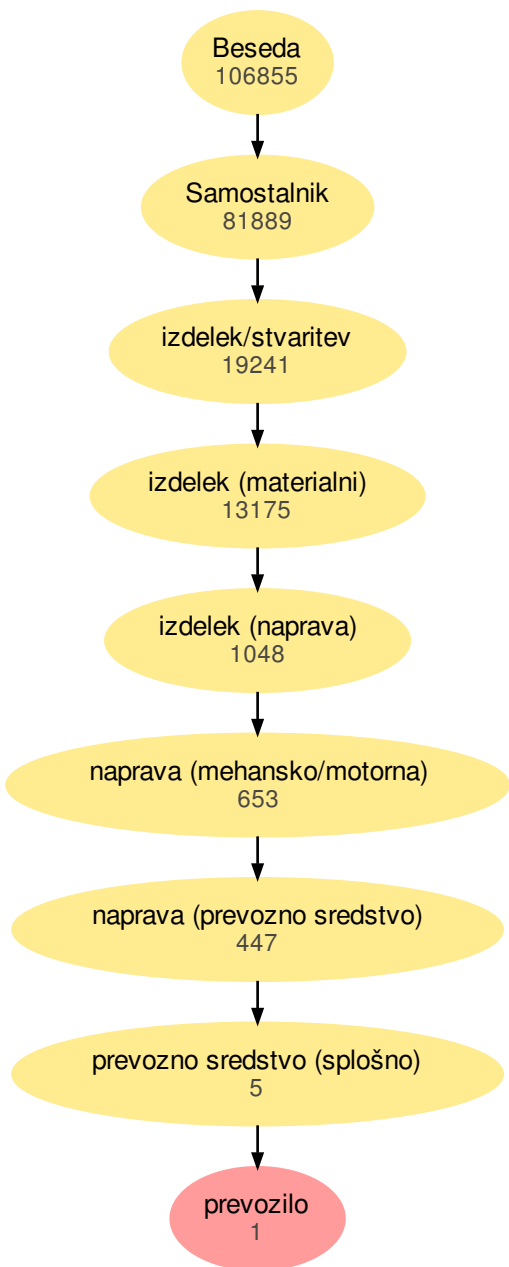 Beseda
106855
Samostalnik
81889
izdelek/stvaritev
19241
izdelek (materialni)
13175
izdelek (naprava)
1048
naprava (mehansko/motorna)
653
naprava (prevozno sredstvo)
447
prevozno sredstvo (splošno)
5
prevozilo
1